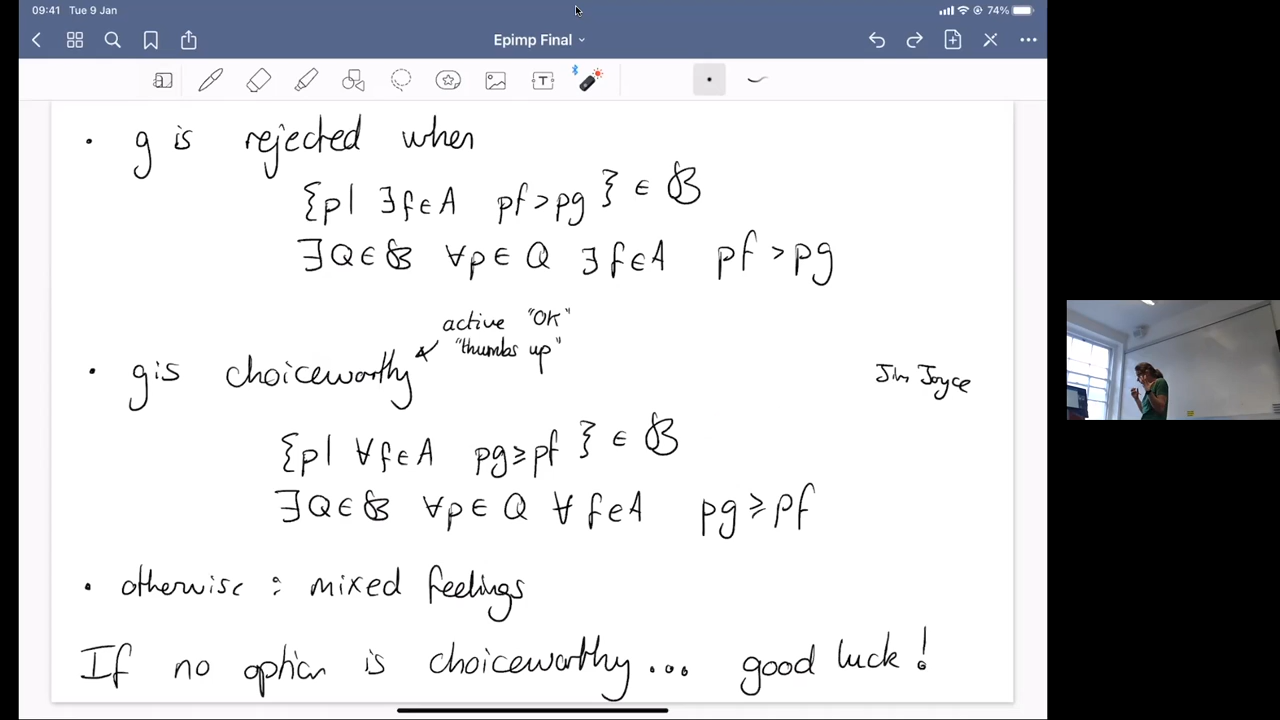 09:41 Tue 9 Jan
74%
Epimp Final
• g is rejected when
{p| ∃f∈A pf>pg} ∈ ℬ
∃Q∈ℬ ∀p∈Q ∃f∈A pf>pg
active "OK"
"thumbs up"
• g is choiceworthy
Jim Joyce
{p| ∀f∈A pg≥pf} ∈ ℬ
∃Q∈ℬ ∀p∈Q ∀f∈A pg≥pf
• otherwise : mixed feelings
If no option is choiceworthy... good luck!